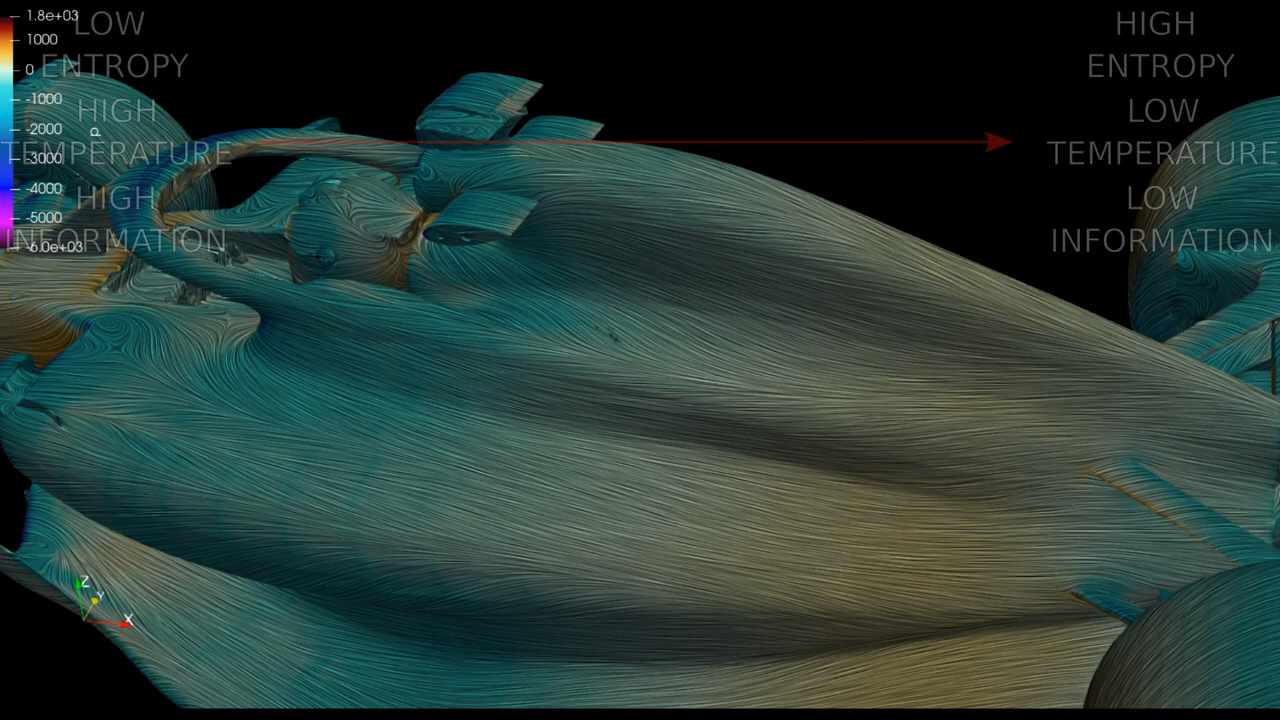 1.8e+03
1000
0
-1000
-2000
-3000
-4000
-5000
-6.0e+03
p
LOW
ENTROPY
HIGH
TEMPERATURE
HIGH
INFORMATION
HIGH
ENTROPY
LOW
TEMPERATURE
LOW
INFORMATION
Z
Y
X